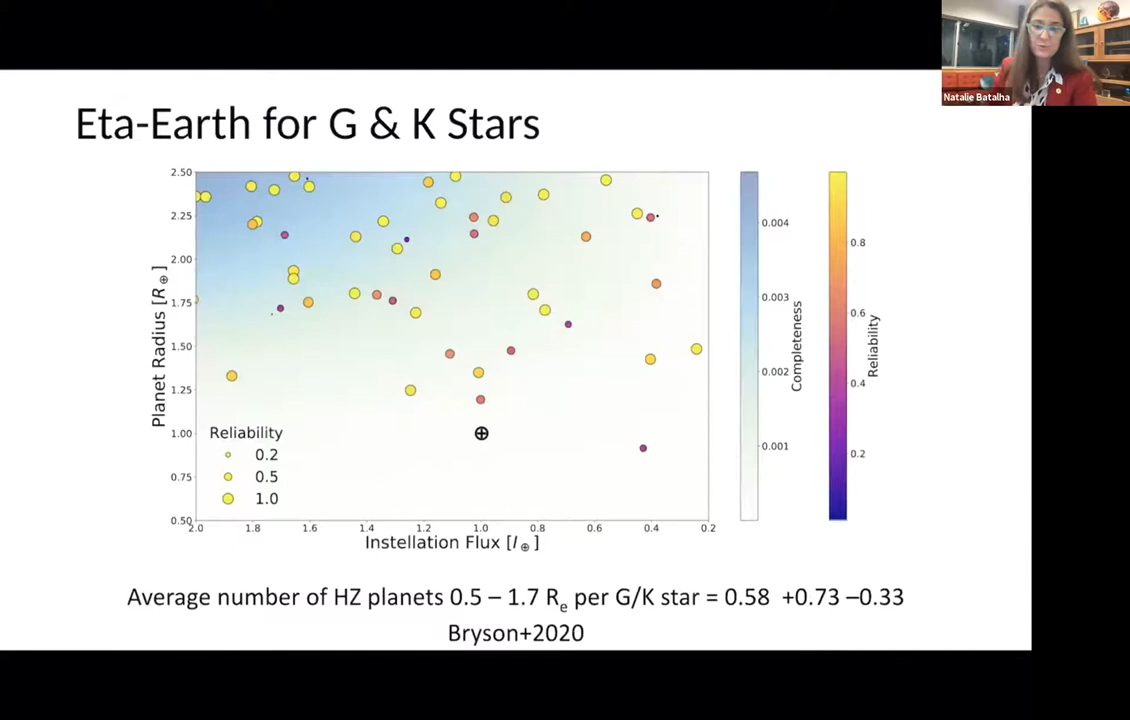 Natalie Batalha
Eta-Earth for G & K Stars
2.50
2.25
2.00
1.75
1.50
1.25
1.00
0.75
0.50
Planet Radius [R⊕]
Reliability
0.2
0.5
1.0
2.0 1.8 1.6 1.4 1.2 1.0 0.8 0.6 0.4 0.2
Instellation Flux [I⊕]
0.004
0.003
0.002
0.001
Completeness
0.8
0.6
0.4
0.2
Reliability
Average number of HZ planets 0.5 – 1.7 Re per G/K star = 0.58 +0.73 –0.33
Bryson+2020